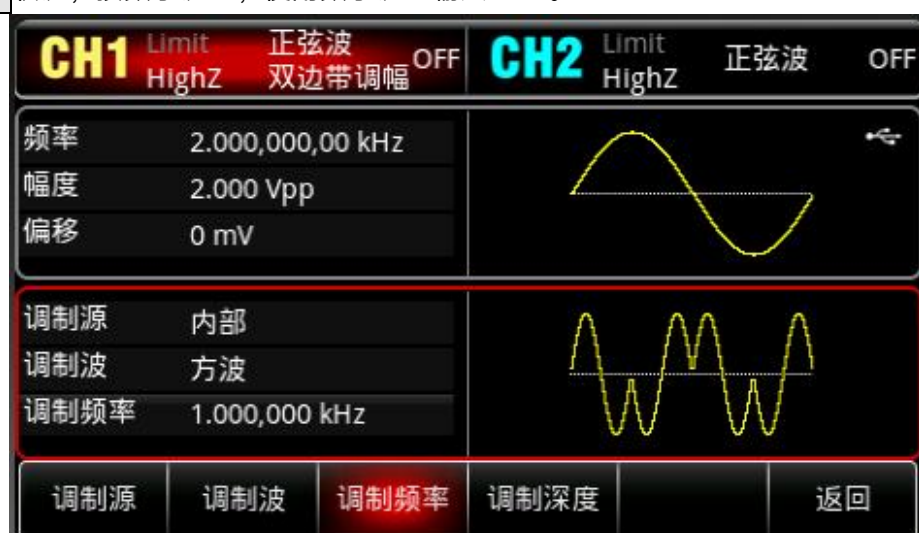 CH1 Limit 正弦波 OFF CH2 Limit 正弦波 OFF
HighZ 双边带调幅 HighZ
频率 2.000,000,00 kHz
幅度 2.000 Vpp
偏移 0 mV
调制源 内部
调制波 方波
调制频率 1.000,000 kHz
调制源 调制波 调制频率 调制深度 返回